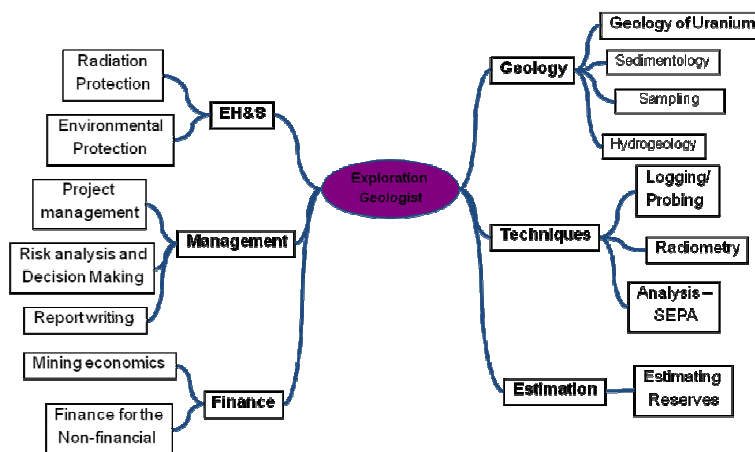 Radiation
Protection
Environmental
Protection
EH&S
Project
management
Risk analysis and
Decision Making
Report writing
Management
Mining economics
Finance for the
Non-financial
Finance
Exploration
Geologist
Geology
Geology of Uranium
Sedimentology
Sampling
Hydrogeology
Techniques
Logging/
Probing
Radiometry
Analysis –
SEPA
Estimation
Estimating
Reserves